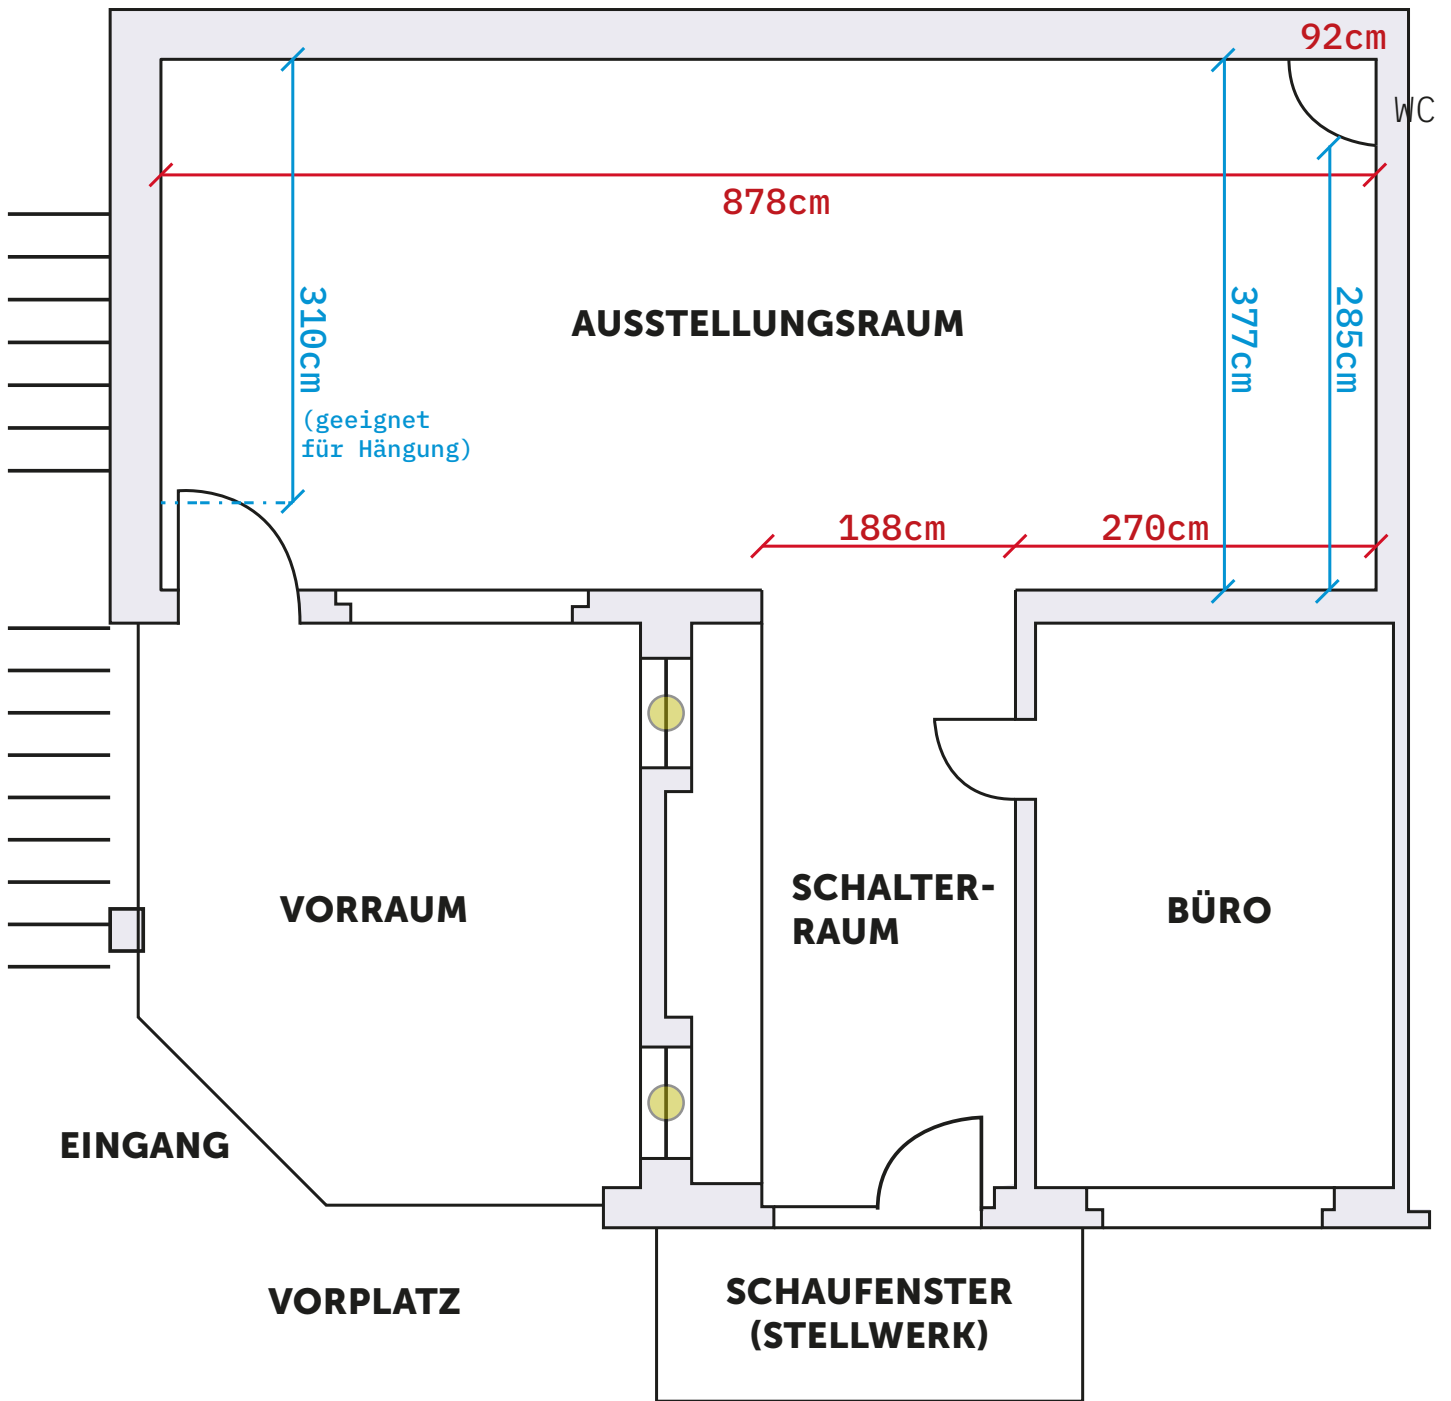 92cm
WC
878cm
310cm
(geeignet
für Hängung)
AUSSTELLUNGSRAUM
377cm
285cm
188cm
270cm
VORRAUM
SCHALTER-
RAUM
BÜRO
EINGANG
VORPLATZ
SCHAUFENSTER
(STELLWERK)